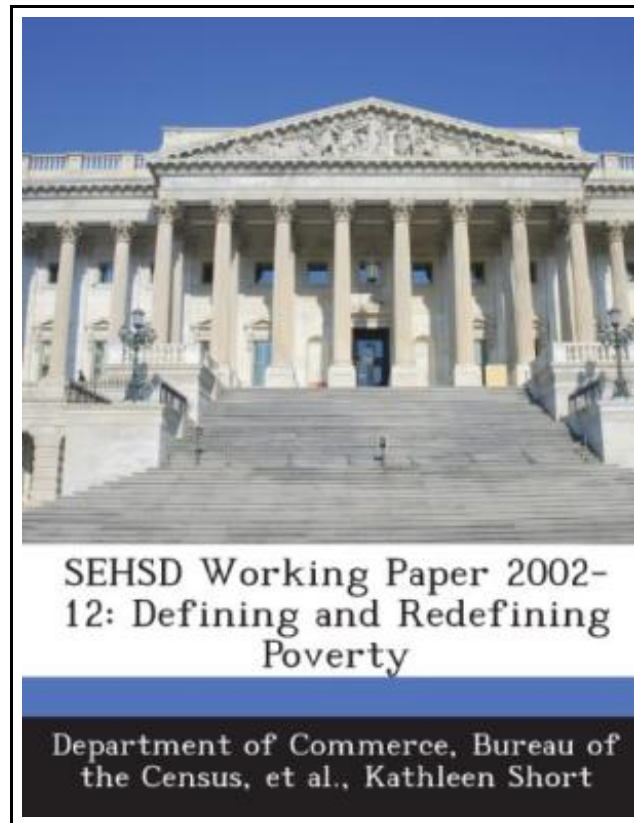 SEHSD Working Paper 2002-
12: Defining and Redefining
Poverty
Department of Commerce, Bureau of
the Census, et al., Kathleen Short